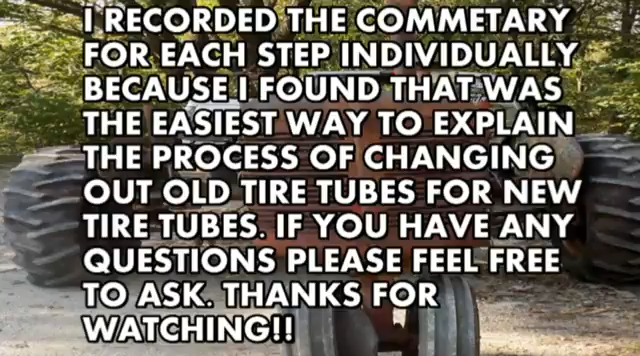 I RECORDED THE COMMETARY
FOR EACH STEP INDIVIDUALLY
BECAUSE I FOUND THAT WAS
THE EASIEST WAY TO EXPLAIN
THE PROCESS OF CHANGING
OUT OLD TIRE TUBES FOR NEW
TIRE TUBES. IF YOU HAVE ANY
QUESTIONS PLEASE FEEL FREE
TO ASK. THANKS FOR
WATCHING!!